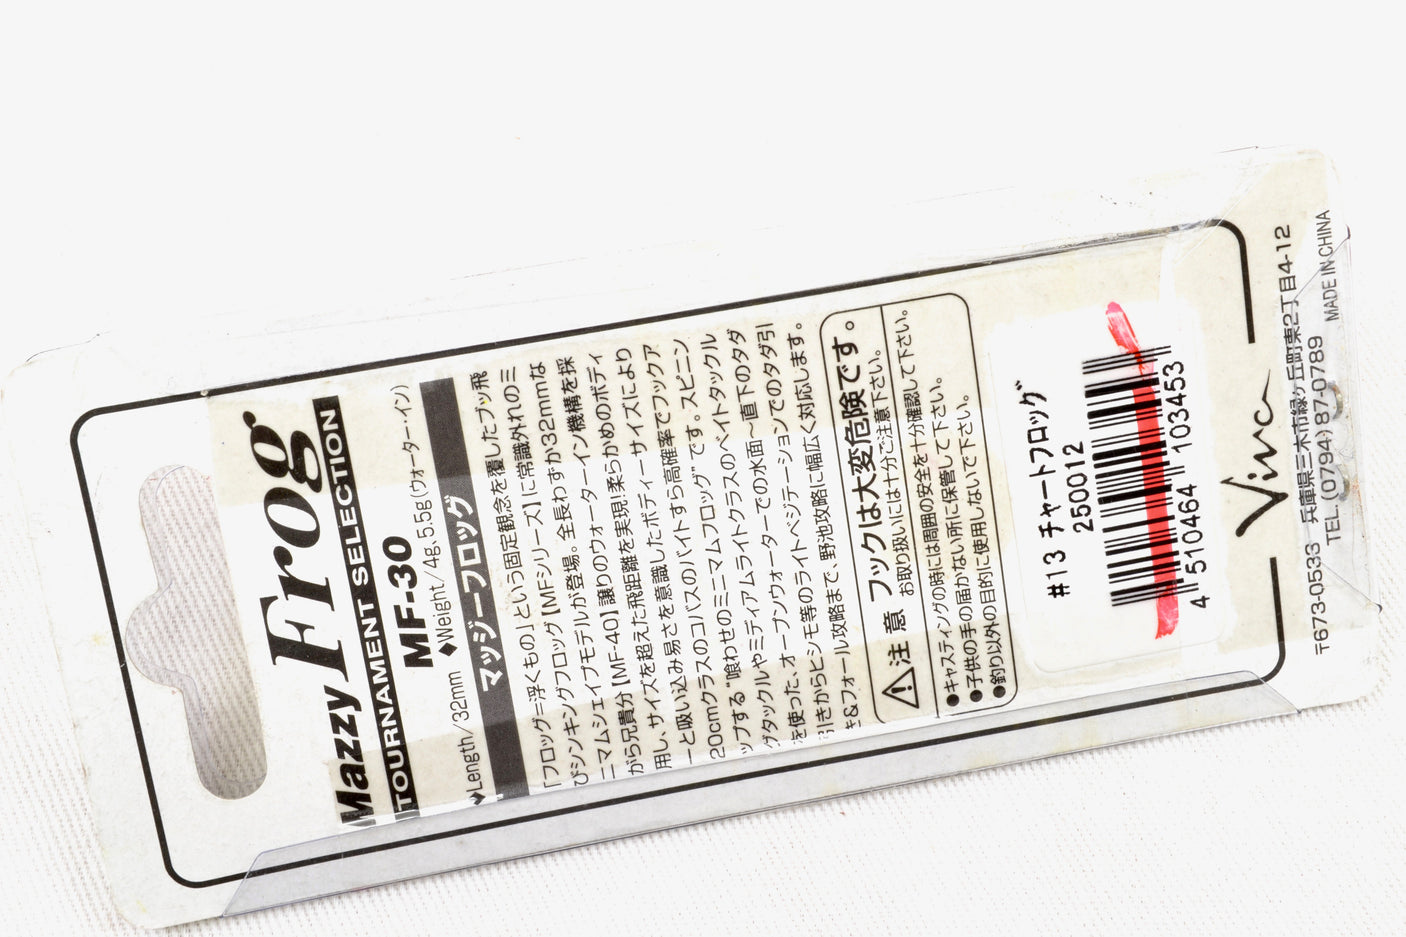 Mazzy Frog
TOURNAMENT SELECTION
MF-30
◆Length/32mm ◆Weight/4g、5.5g(ウォーター・イン)
マッジーフロッグ
「フロッグ=浮くもの」という固定観念を覆したブッ飛
びシンキングフロッグ【MFシリーズ】に常識外れのミ
ニマムシェイプモデルが登場。全長わずか32mmな
がら兄貴分【MF-40】譲りのウォーターイン機構を採
用し、サイズを超えた飛距離を実現!柔らかめのボディ
ーと吸い込み易さを意識したボディーサイズにより
20cmクラスのコバスのバイトすら高確率でフックア
ップする“喰わせのミニマムフロッグ”です。スピニン
グタックルやミディアムライトクラスのベイトタックル
を使った、オープンウォーターでの水面〜直下のタダ
引きからヒシモ等のライトベジテーションでのタダ引
き&フォール攻略まで、野池攻略に幅広く対応します。
注意 フックは大変危険です。
お取り扱いには十分ご注意下さい。
●キャスティングの時には周囲の安全を十分確認して下さい。
●子供の手の届かない所に保管して下さい。
●釣り以外の目的に使用しないで下さい。
#13 チャートフロッグ
250012
4 510464 103453
Viva
〒673-0533 兵庫県三木市緑が丘町東2丁目4-12
TEL.(0794)87-0789 MADE IN CHINA